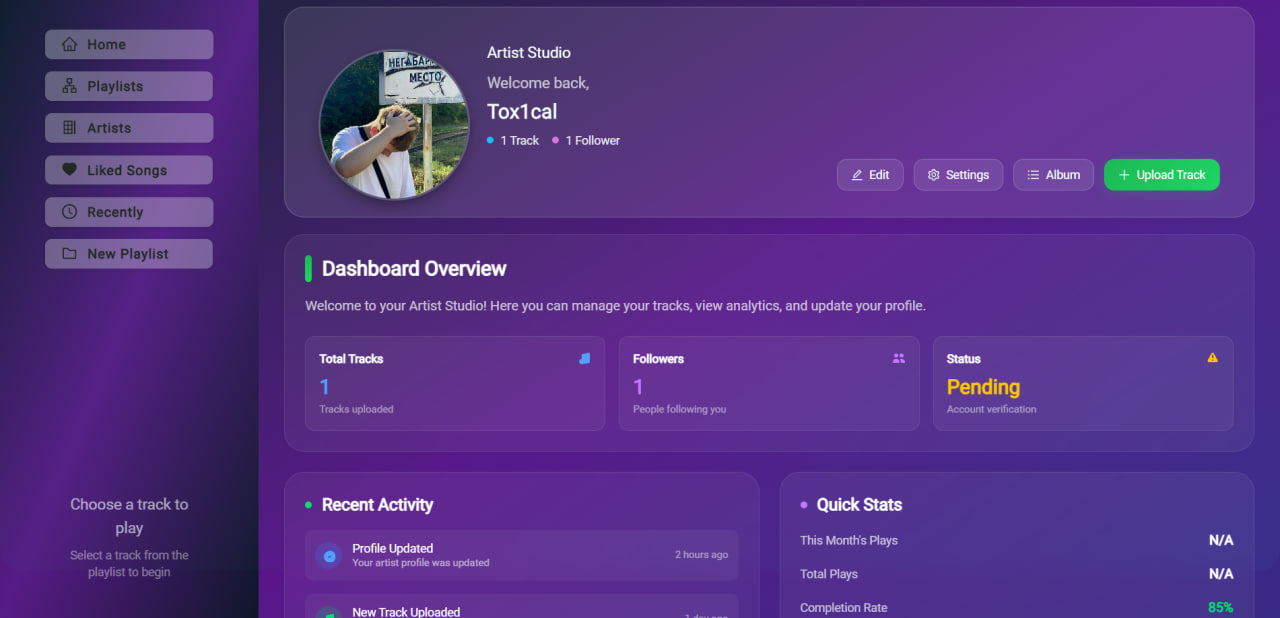 Home
Playlists
Artists
Liked Songs
Recently
New Playlist
Choose a track to
play
Select a track from the
playlist to begin
МЕСТО
Artist Studio
Welcome back,
Tox1cal
1 Track
1 Follower
Edit
Settings
Album
Upload Track
Dashboard Overview
Welcome to your Artist Studio! Here you can manage your tracks, view analytics, and update your profile.
Total Tracks
1
Tracks uploaded
Followers
1
People following you
Status
Pending
Account verification
Recent Activity
Profile Updated
Your artist profile was updated
2 hours ago
New Track Uploaded
1 day ago
Quick Stats
This Month's Plays
N/A
Total Plays
N/A
Completion Rate
85%